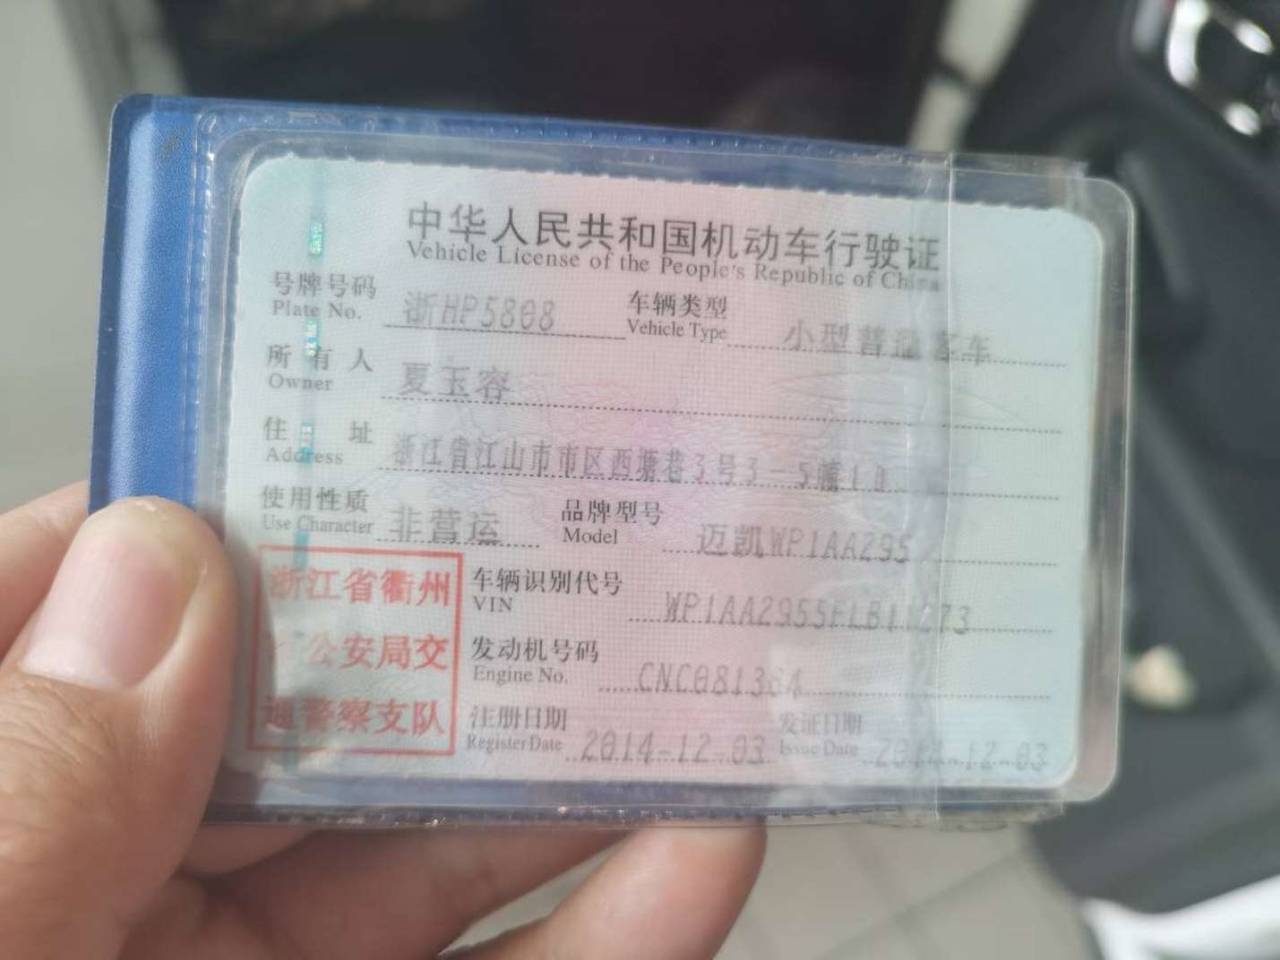 中华人民共和国机动车行驶证
Vehicle License of the People's Republic of China
号牌号码 浙HP5808 车辆类型 小型普通客车
Plate No. Vehicle Type
所有人 夏玉容
Owner
住址 浙江省江山市市区西塘巷3号3-5幢10
Address
使用性质 非营运 品牌型号 迈凯WP1AA295
Use Character Model
浙江省衢州
公安局交
通警察支队
车辆识别代号
VIN
发动机号码 CNC081364
Engine No.
注册日期 2014-12-03 发证日期 2014-12-03
Register Date Issue Date